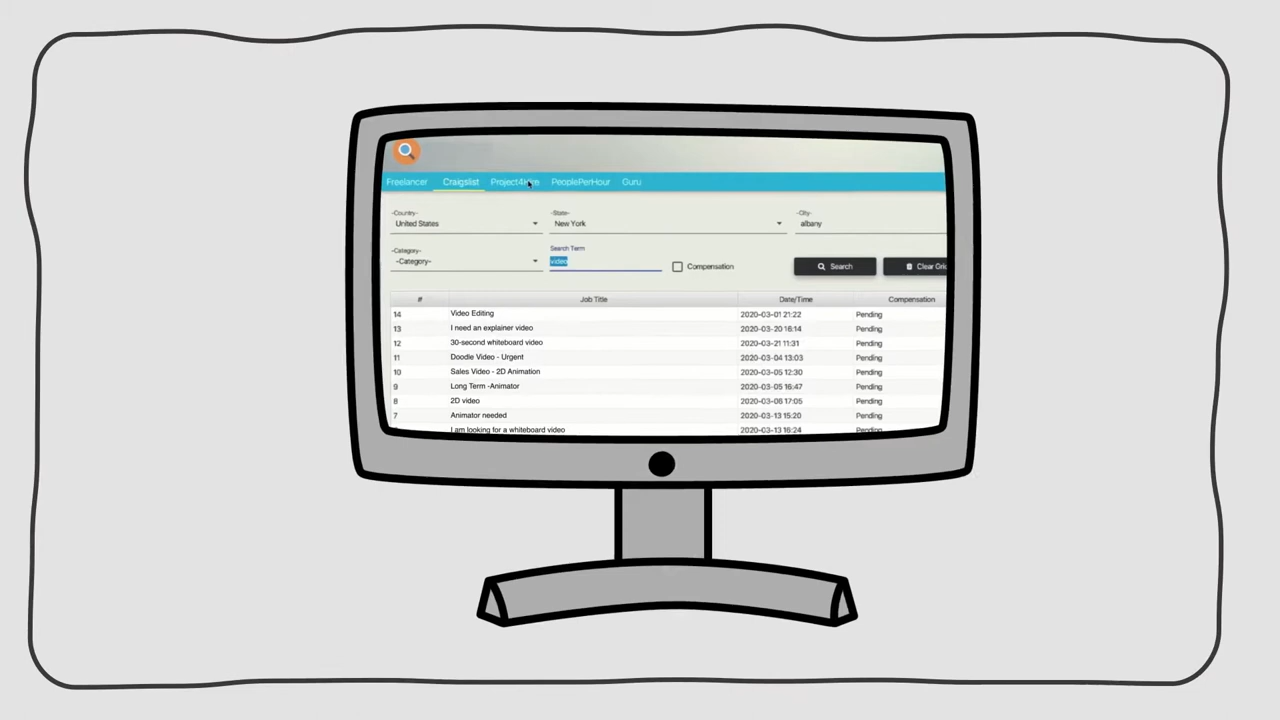 Freelancer Craigslist Project4Hire PeoplePerHour Guru
-Country- -State- -City-
United States New York albany
-Category- Search Term
-Category- video Compensation Search Clear
# Job Title Date/Time Compensation
14 Video Editing 2020-03-01 21:22 Pending
13 I need an explainer video 2020-03-20 16:14 Pending
12 30-second whiteboard video 2020-03-21 11:31 Pending
11 Doodle Video - Urgent 2020-03-04 13:03 Pending
10 Sales Video - 2D Animation 2020-03-05 12:30 Pending
9 Long Term -Animator 2020-03-05 16:47 Pending
8 2D video 2020-03-06 17:05 Pending
7 Animator needed 2020-03-13 15:20 Pending
I am looking for a whiteboard video 2020-03-13 16:24 Pending